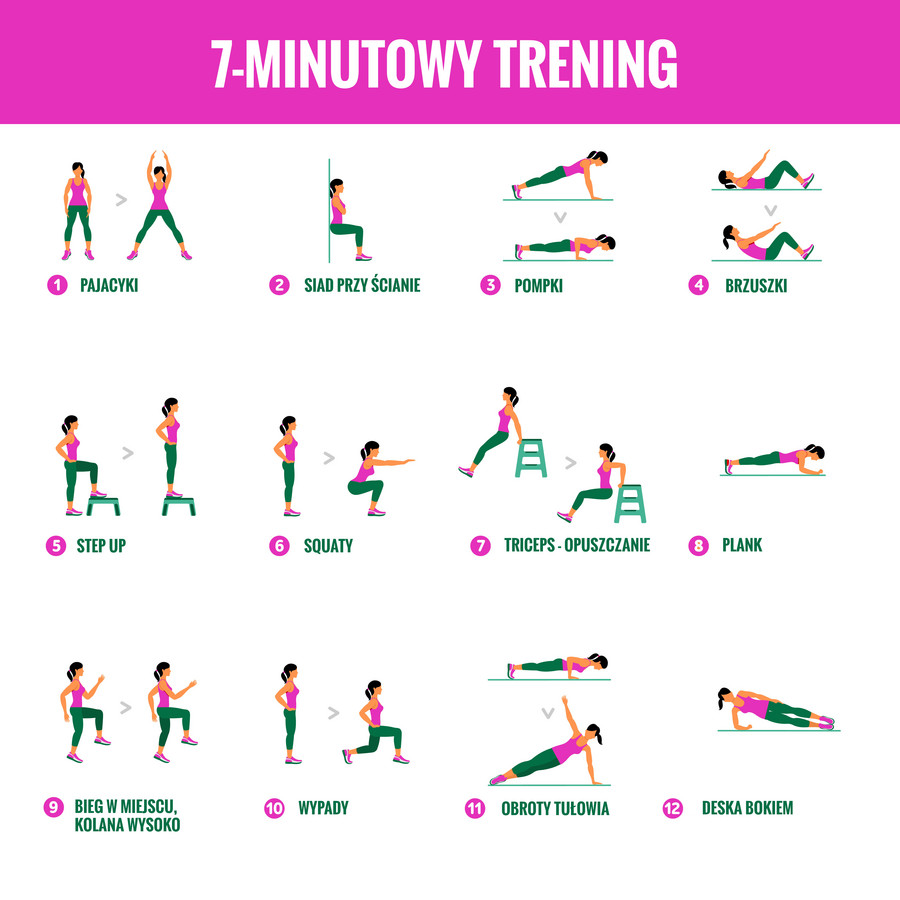 7-MINUTOWY TRENING
1 PAJACYKI
2 SIAD PRZY ŚCIANIE
3 POMPKI
4 BRZUSZKI
5 STEP UP
6 SQUATY
7 TRICEPS - OPUSZCZANIE
8 PLANK
9 BIEG W MIEJSCU,
KOLANA WYSOKO
10 WYPADY
11 OBROTY TUŁOWIA
12 DESKA BOKIEM